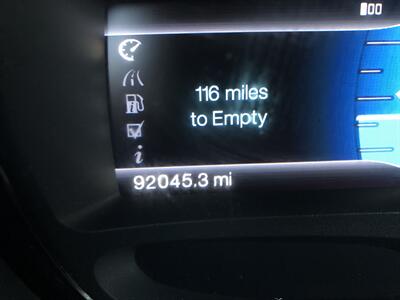 116 miles
to Empty
92045.3 mi